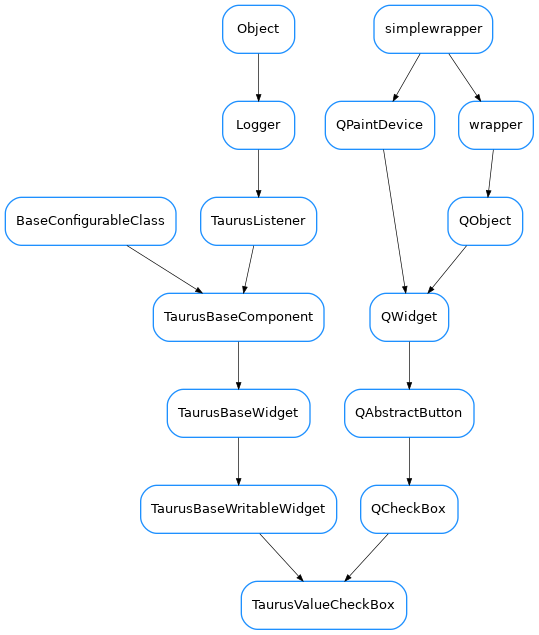 Object
simplewrapper
Logger
QPaintDevice
wrapper
BaseConfigurableClass
TaurusListener
QObject
TaurusBaseComponent
QWidget
TaurusBaseWidget
QAbstractButton
TaurusBaseWritableWidget
QCheckBox
TaurusValueCheckBox